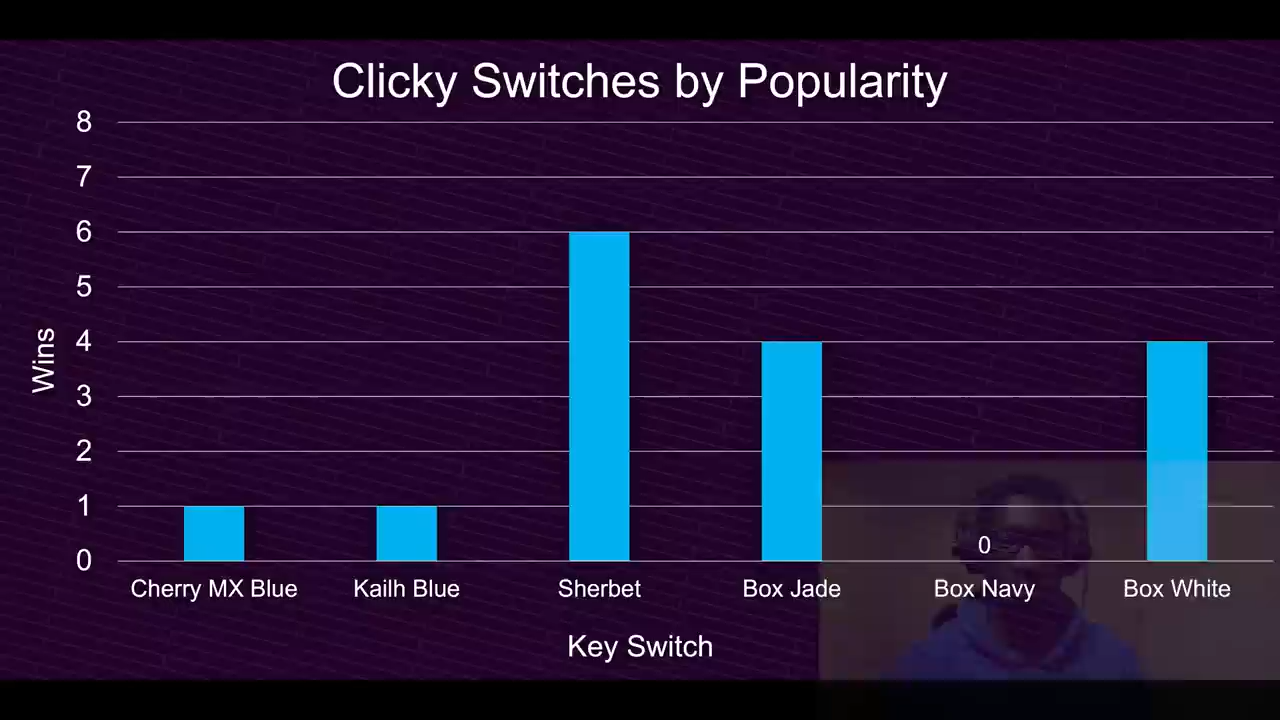 Clicky Switches by Popularity
8
7
6
5
4
3
2
1
0
Wins
0
Cherry MX Blue Kailh Blue Sherbet Box Jade Box Navy Box White
Key Switch